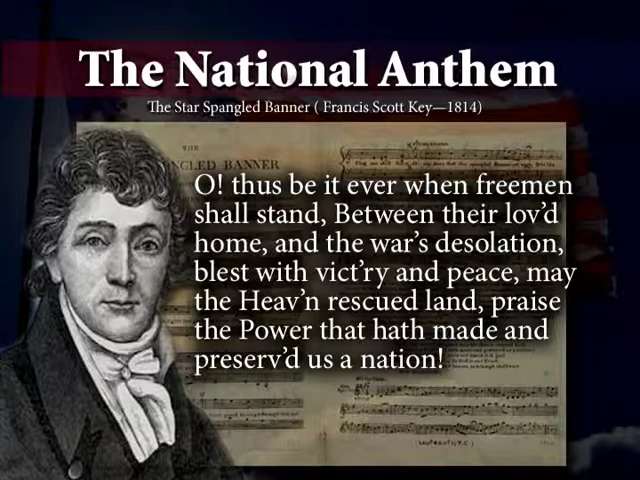 The National Anthem
The Star Spangled Banner ( Francis Scott Key—1814)
THE
NGLED BANNER
O! thus be it ever when freemen
shall stand, Between their lov'd
home, and the war's desolation,
blest with vict'ry and peace, may
the Heav'n rescued land, praise
the Power that hath made and
preserv'd us a nation!